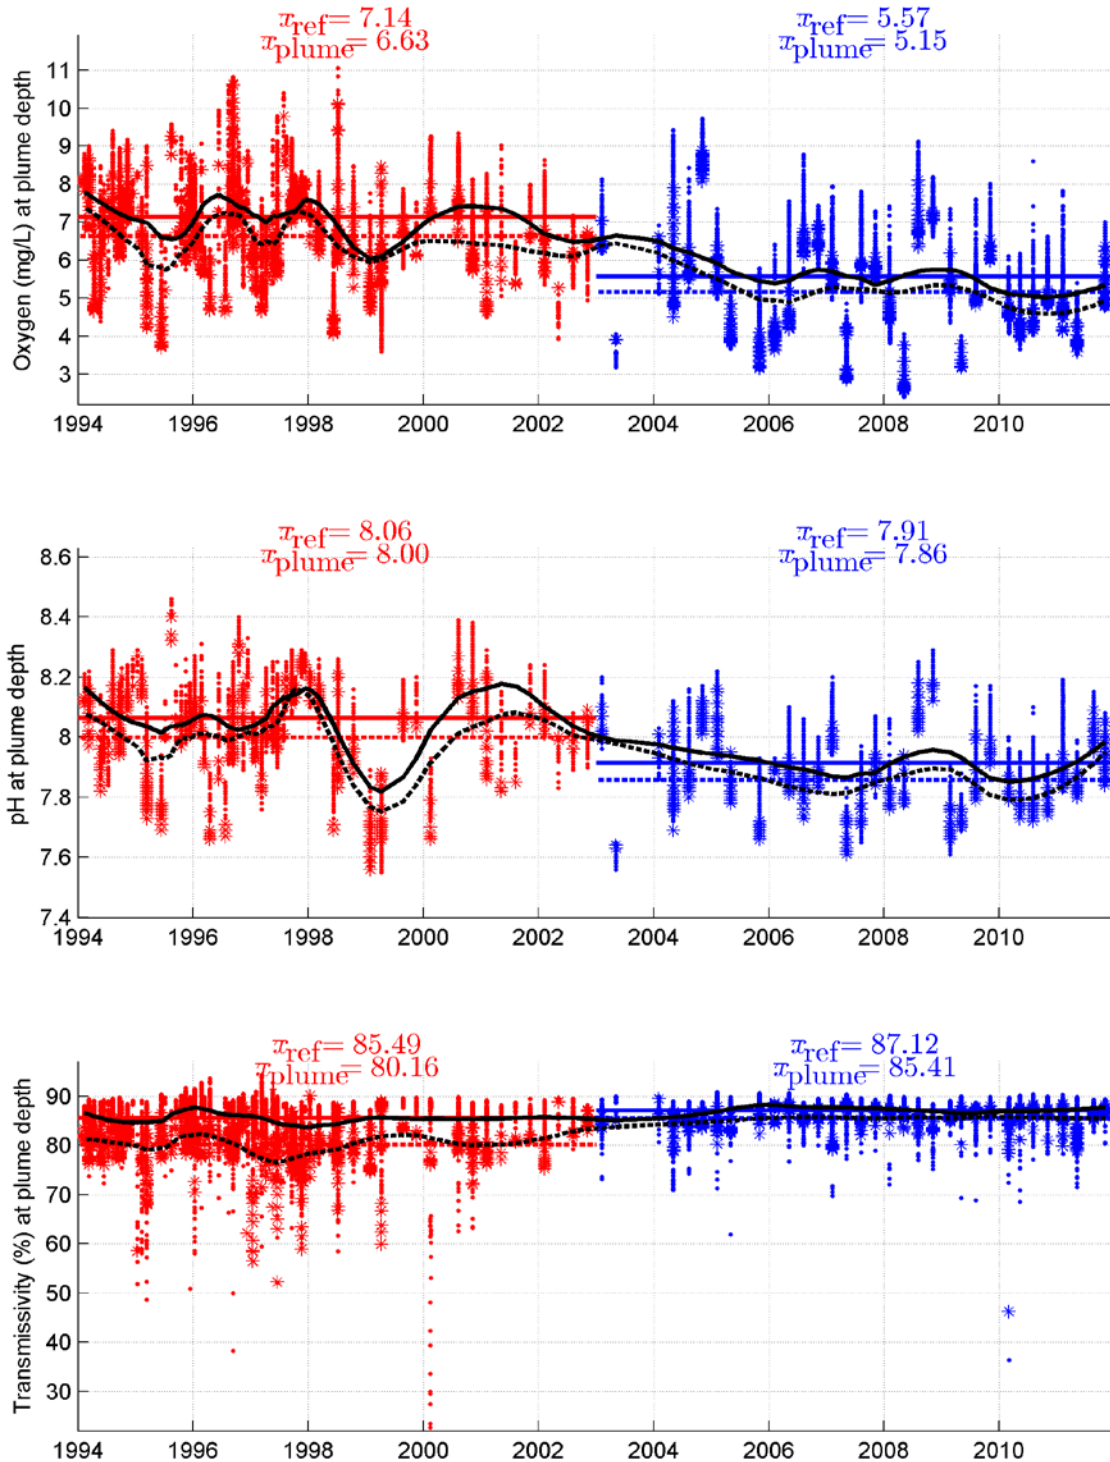 x_ref = 7.14
x_plume = 6.63
x_ref = 5.57
x_plume = 5.15
Oxygen (mg/L) at plume depth
11
10
9
8
7
6
5
4
3
1994 1996 1998 2000 2002 2004 2006 2008 2010
x_ref = 8.06
x_plume = 8.00
x_ref = 7.91
x_plume = 7.86
pH at plume depth
8.6
8.4
8.2
8
7.8
7.6
7.4
1994 1996 1998 2000 2002 2004 2006 2008 2010
x_ref = 85.49
x_plume = 80.16
x_ref = 87.12
x_plume = 85.41
Transmissivity (%) at plume depth
90
80
70
60
50
40
30
1994 1996 1998 2000 2002 2004 2006 2008 2010